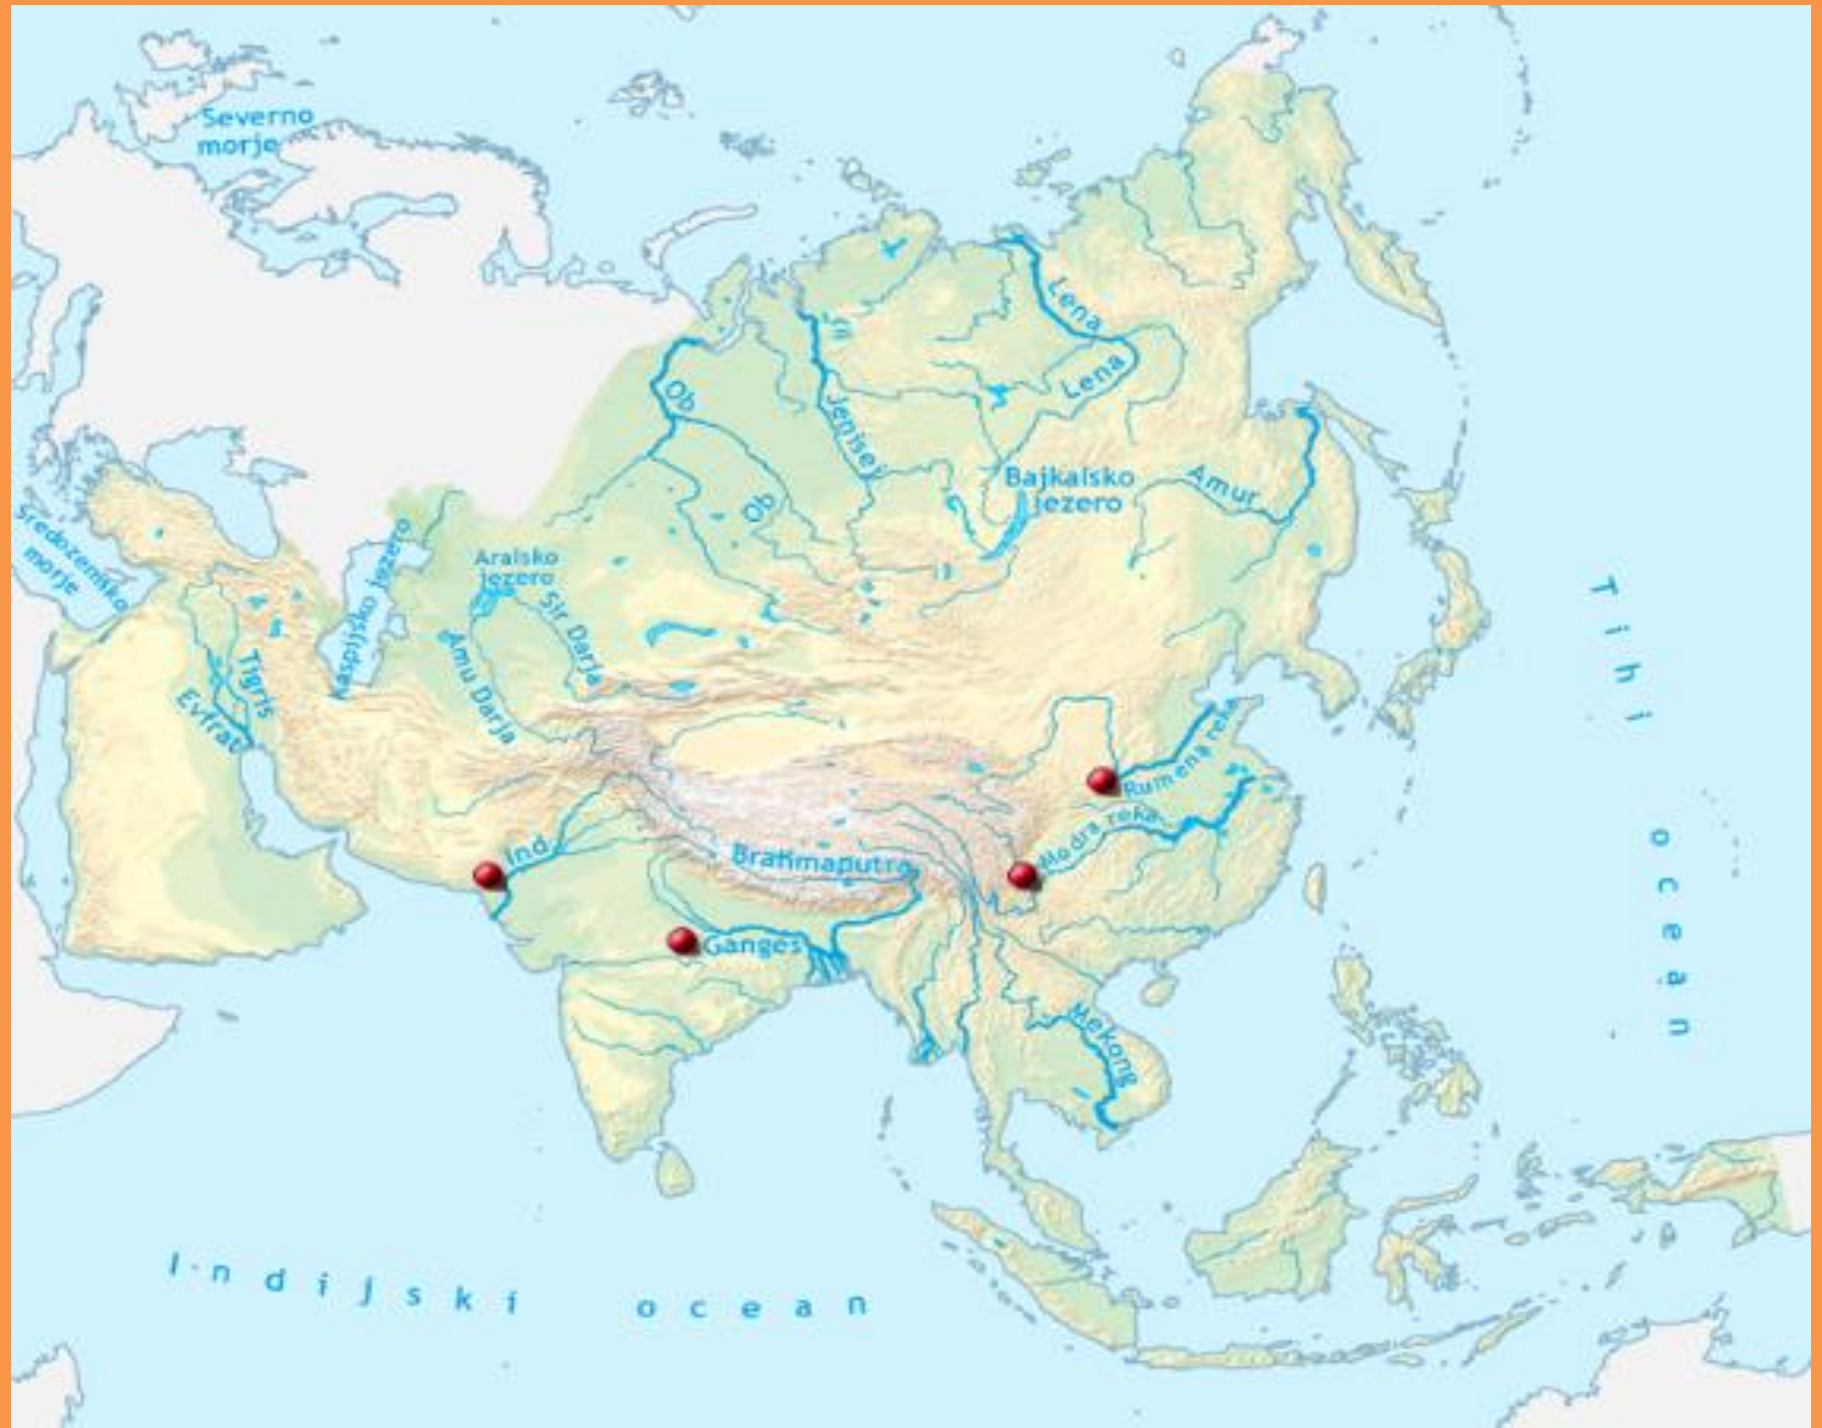 Severno
morje
Lena
Lena
Ob
Jenisej
Ob
Bajkalsko
jezero
Amur
Sredozemsko
morje
Kaspijsko jezero
Aralsko
jezero
Sir Darja
Amu Darja
Tigris
Evfrat
Rumena reka
Modra reka
Ind
Brahmaputra
Ganges
Mekong
Tihi ocean
Indijski ocean